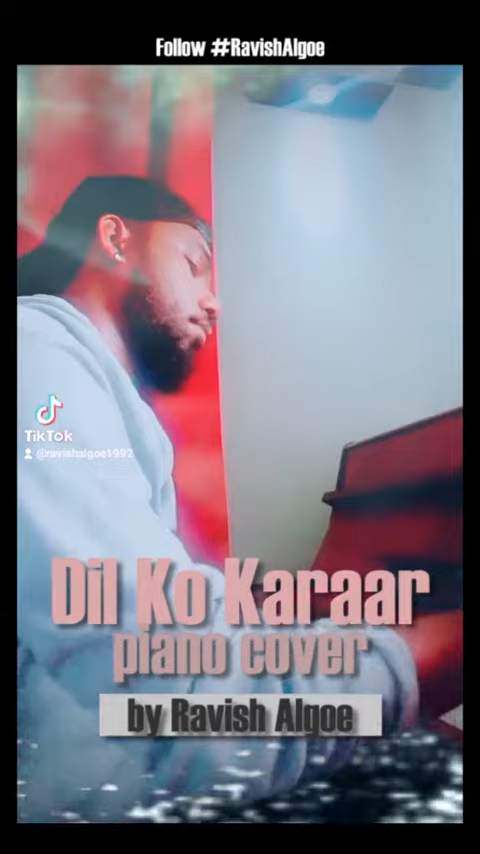 Follow #RavishAlgoe
TikTok
@ravishalgoe1992
Dil Ko Karaar
piano cover
by Ravish Algoe